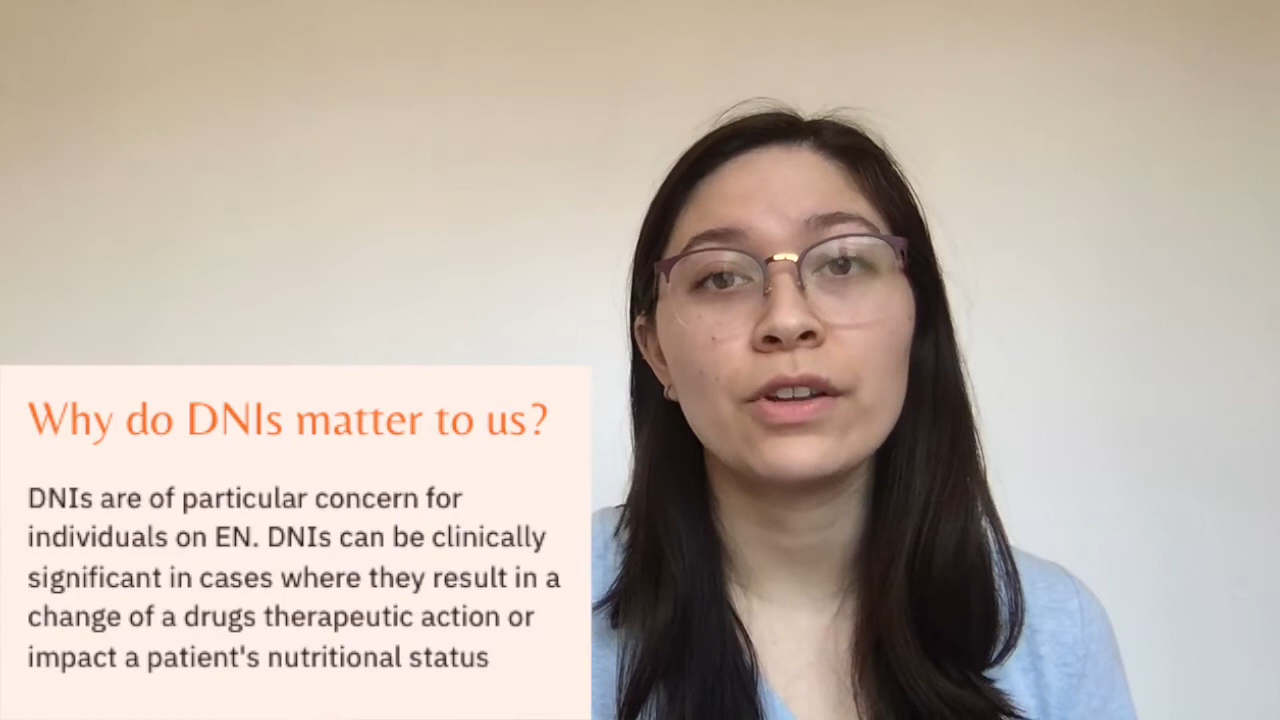 Why do DNIs matter to us?
DNIs are of particular concern for
individuals on EN. DNIs can be clinically
significant in cases where they result in a
change of a drugs therapeutic action or
impact a patient's nutritional status